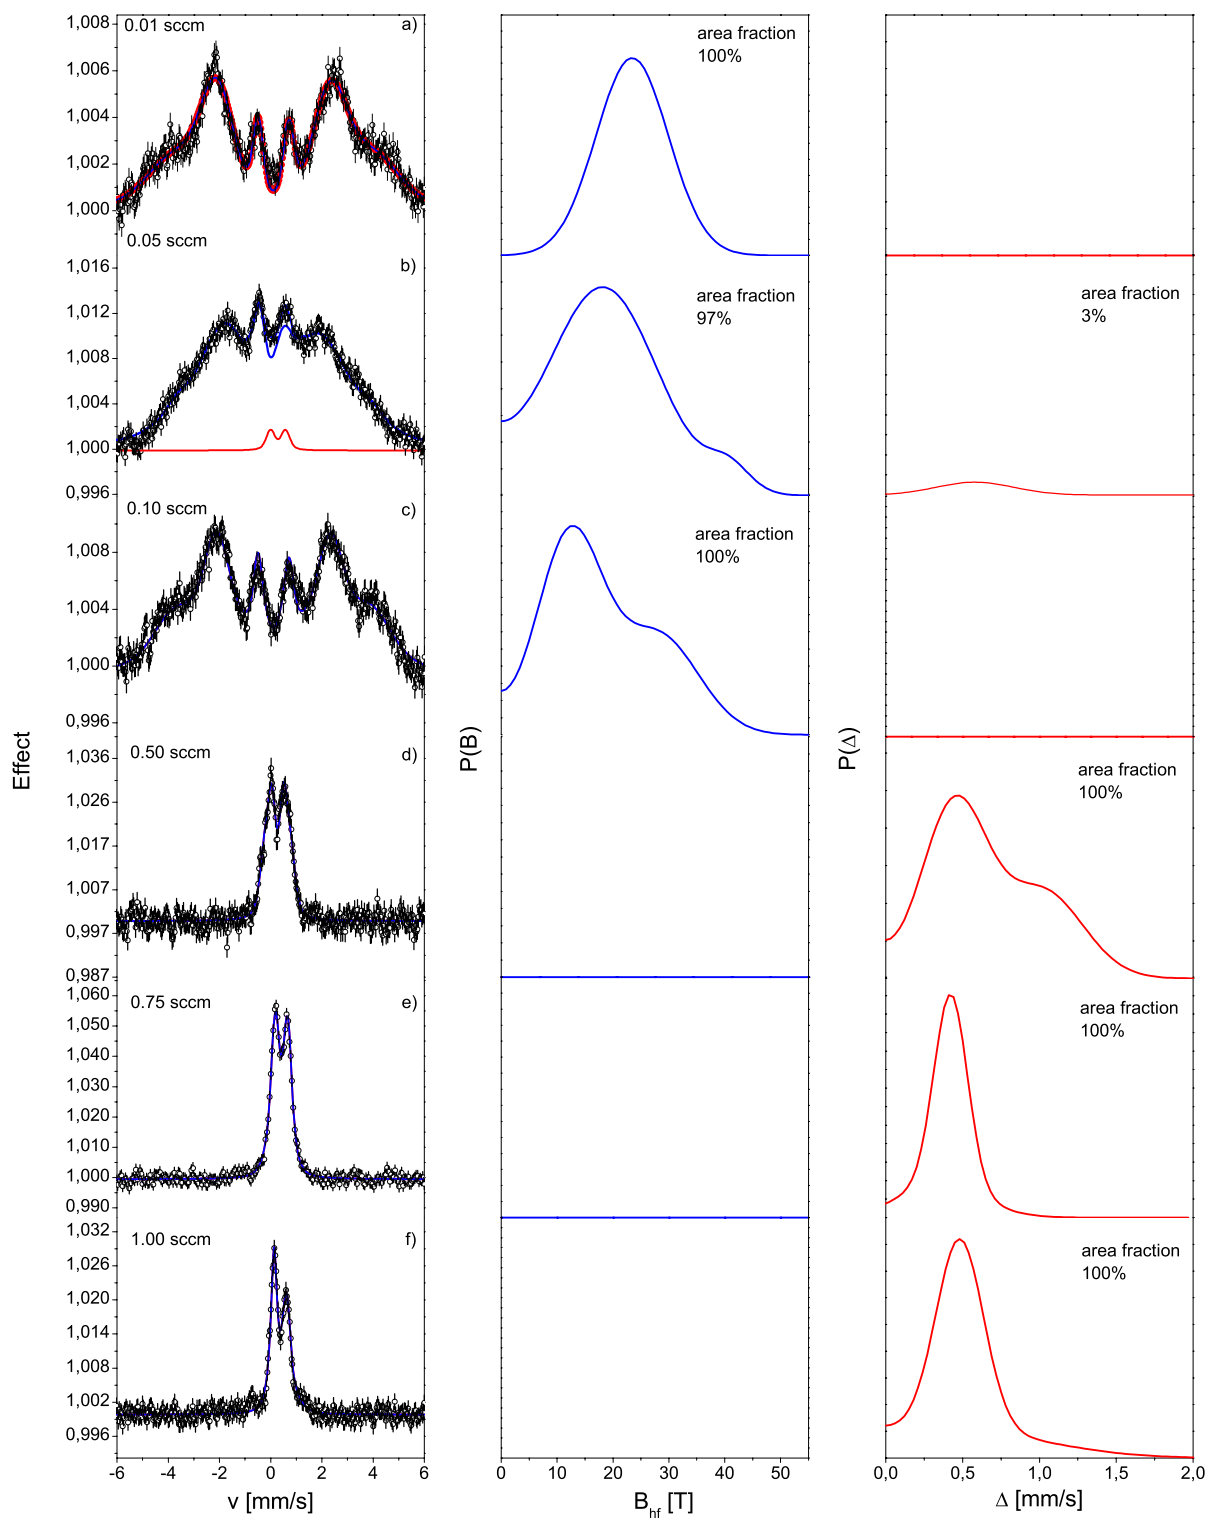 0.01 sccm
a)
1,008
1,006
1,004
1,002
1,000
area fraction
100%
0.05 sccm
b)
1,016
1,012
1,008
1,004
1,000
0,996
area fraction
97%
area fraction
3%
0.10 sccm
c)
1,008
1,004
1,000
0,996
area fraction
100%
0.50 sccm
d)
1,036
1,026
1,017
1,007
0,997
0,987
area fraction
100%
0.75 sccm
e)
1,060
1,050
1,040
1,030
1,020
1,010
1,000
0,990
area fraction
100%
1.00 sccm
f)
1,032
1,026
1,020
1,014
1,008
1,002
0,996
area fraction
100%
Effect
P(B)
P(Δ)
-6 -4 -2 0 2 4 6
v [mm/s]
0 10 20 30 40 50
B_hf [T]
0,0 0,5 1,0 1,5 2,0
Δ [mm/s]